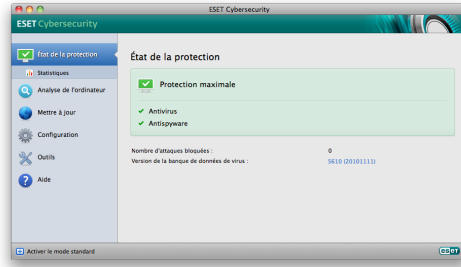 ESET Cybersecurity
ESET Cybersecurity
État de la protection
Statistiques
Analyse de l'ordinateur
Mettre à jour
Configuration
Outils
Aide
État de la protection
Protection maximale
Antivirus
Antispyware
Nombre d'attaques bloquées : 0
Version de la banque de données de virus : 5610 (20101111)
Activer le mode standard
eset